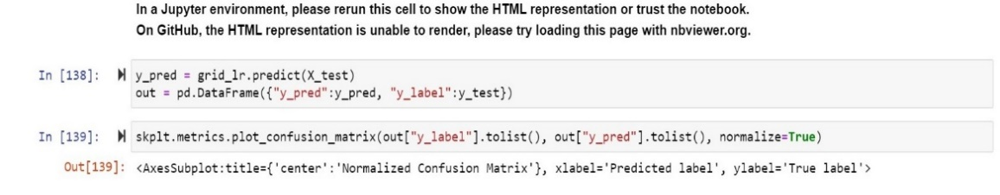 In a Jupyter environment, please rerun this cell to show the HTML representation or trust the notebook.
On GitHub, the HTML representation is unable to render, please try loading this page with nbviewer.org.
In [138]: y_pred = grid_lr.predict(X_test)
out = pd.DataFrame({"y_pred":y_pred, "y_label":y_test})
In [139]: skplt.metrics.plot_confusion_matrix(out["y_label"].tolist(), out["y_pred"].tolist(), normalize=True)
Out[139]: <AxesSubplot:title={'center':'Normalized Confusion Matrix'}, xlabel='Predicted label', ylabel='True label'>